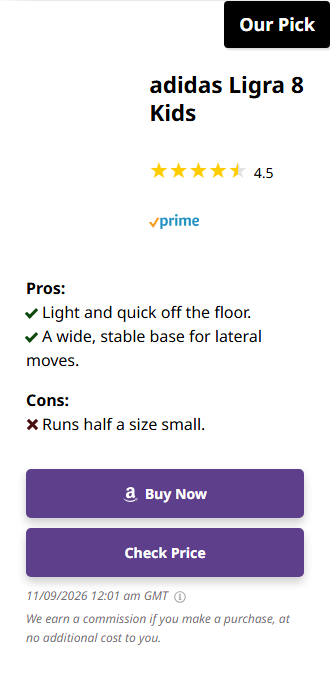 Our Pick
adidas Ligra 8
Kids
4.5
prime
Pros:
Light and quick off the floor.
A wide, stable base for lateral
moves.
Cons:
Runs half a size small.
Buy Now
Check Price
11/09/2026 12:01 am GMT
We earn a commission if you make a purchase, at
no additional cost to you.